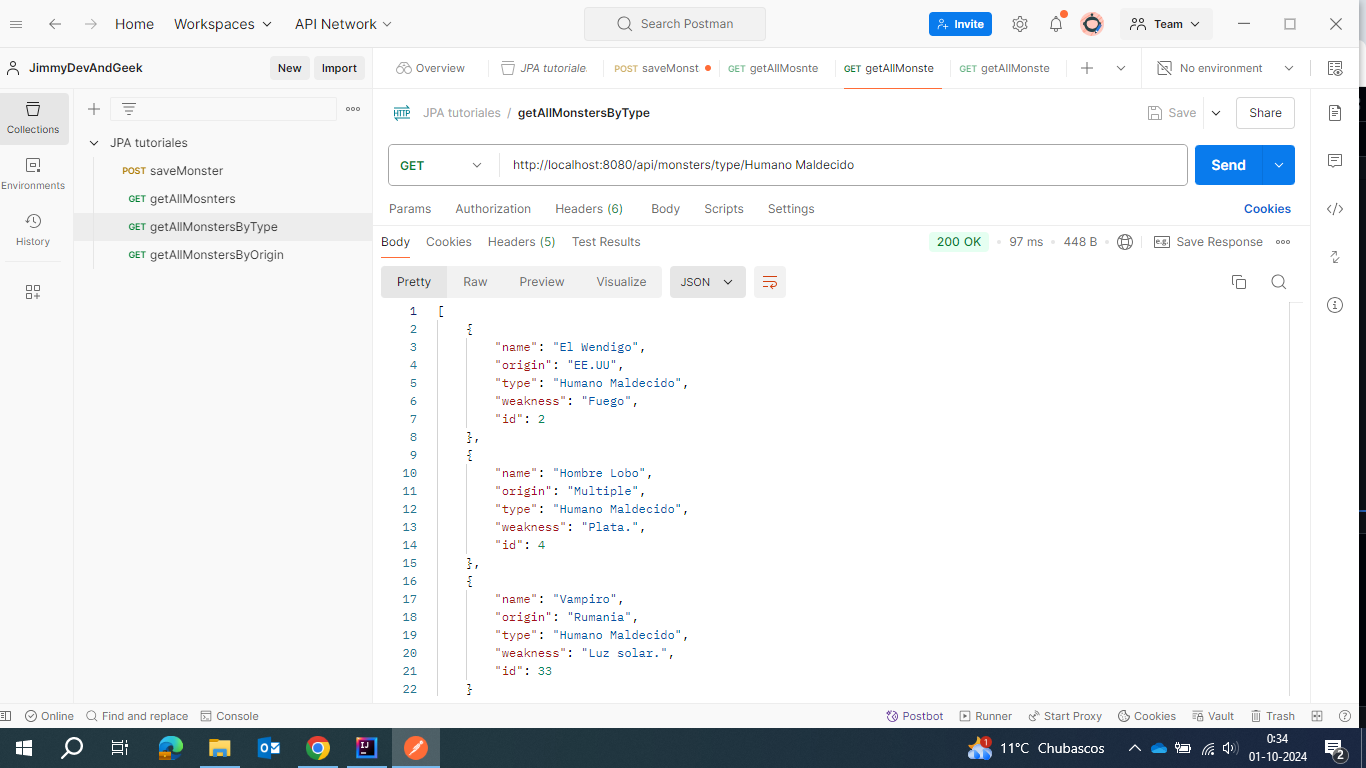 Home Workspaces API Network Search Postman Invite Team
JimmyDevAndGeek New Import Overview JPA tutoriale POST saveMonst GET getAllMosnte GET getAllMonste GET getAllMonste No environment
Collections
Environments
History
JPA tutoriales
POST saveMonster
GET getAllMosnters
GET getAllMonstersByType
GET getAllMonstersByOrigin
HTTP JPA tutoriales / getAllMonstersByType Save Share
GET http://localhost:8080/api/monsters/type/Humano Maldecido Send
Params Authorization Headers (6) Body Scripts Settings Cookies
Body Cookies Headers (5) Test Results 200 OK 97 ms 448 B e.g. Save Response
Pretty Raw Preview Visualize JSON
1 [
2 {
3 "name": "El Wendigo",
4 "origin": "EE.UU",
5 "type": "Humano Maldecido",
6 "weakness": "Fuego",
7 "id": 2
8 },
9 {
10 "name": "Hombre Lobo",
11 "origin": "Multiple",
12 "type": "Humano Maldecido",
13 "weakness": "Plata.",
14 "id": 4
15 },
16 {
17 "name": "Vampiro",
18 "origin": "Rumania",
19 "type": "Humano Maldecido",
20 "weakness": "Luz solar.",
21 "id": 33
22 }
Online Find and replace Console Postbot Runner Start Proxy Cookies Vault Trash
1 11°C Chubascos 0:34
01-10-2024 2